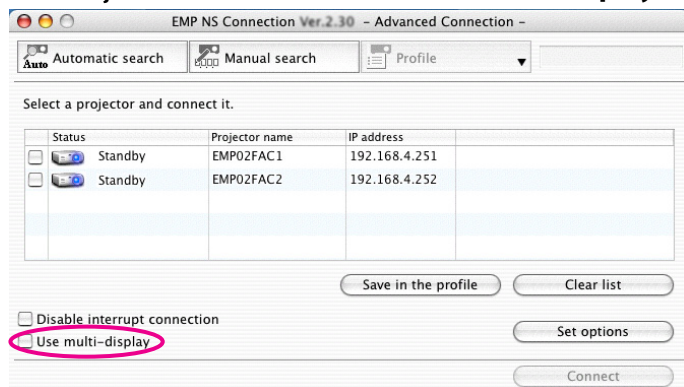 EMP NS Connection Ver.2.30 – Advanced Connection –
Auto Automatic search Manual search Profile
Select a projector and connect it.
Status Projector name IP address
Standby EMP02FAC1 192.168.4.251
Standby EMP02FAC2 192.168.4.252
Save in the profile Clear list
Disable interrupt connection
Set options
Use multi-display
Connect